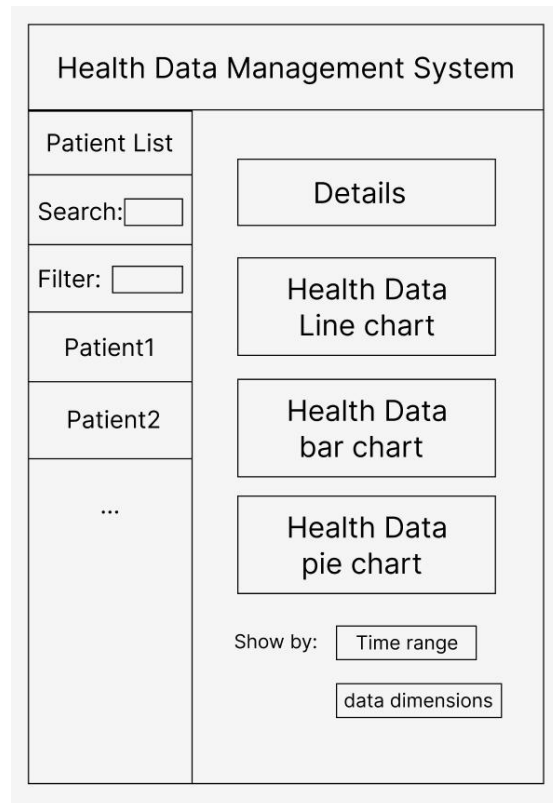 Health Data Management System
Patient List
Search:
Filter:
Patient1
Patient2
...
Details
Health Data
Line chart
Health Data
bar chart
Health Data
pie chart
Show by:
Time range
data dimensions